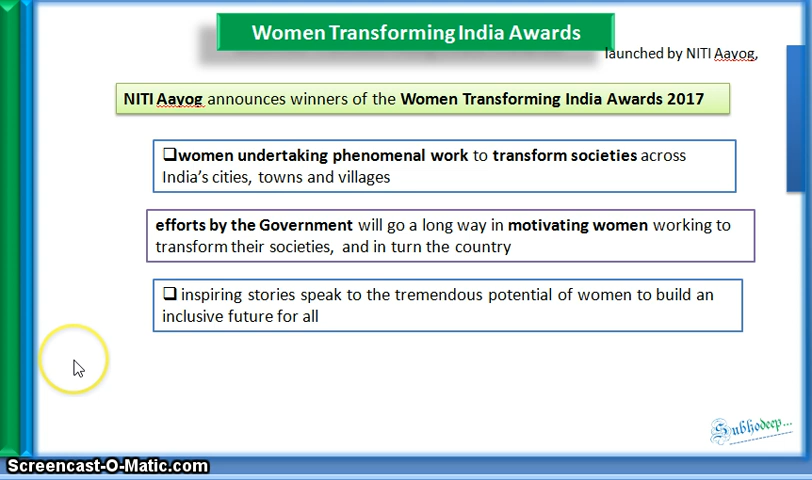 Women Transforming India Awards
launched by NITI Aayog,
NITI Aayog announces winners of the Women Transforming India Awards 2017
women undertaking phenomenal work to transform societies across
India's cities, towns and villages
efforts by the Government will go a long way in motivating women working to
transform their societies, and in turn the country
inspiring stories speak to the tremendous potential of women to build an
inclusive future for all
Subhodeep...
Screencast-O-Matic.com